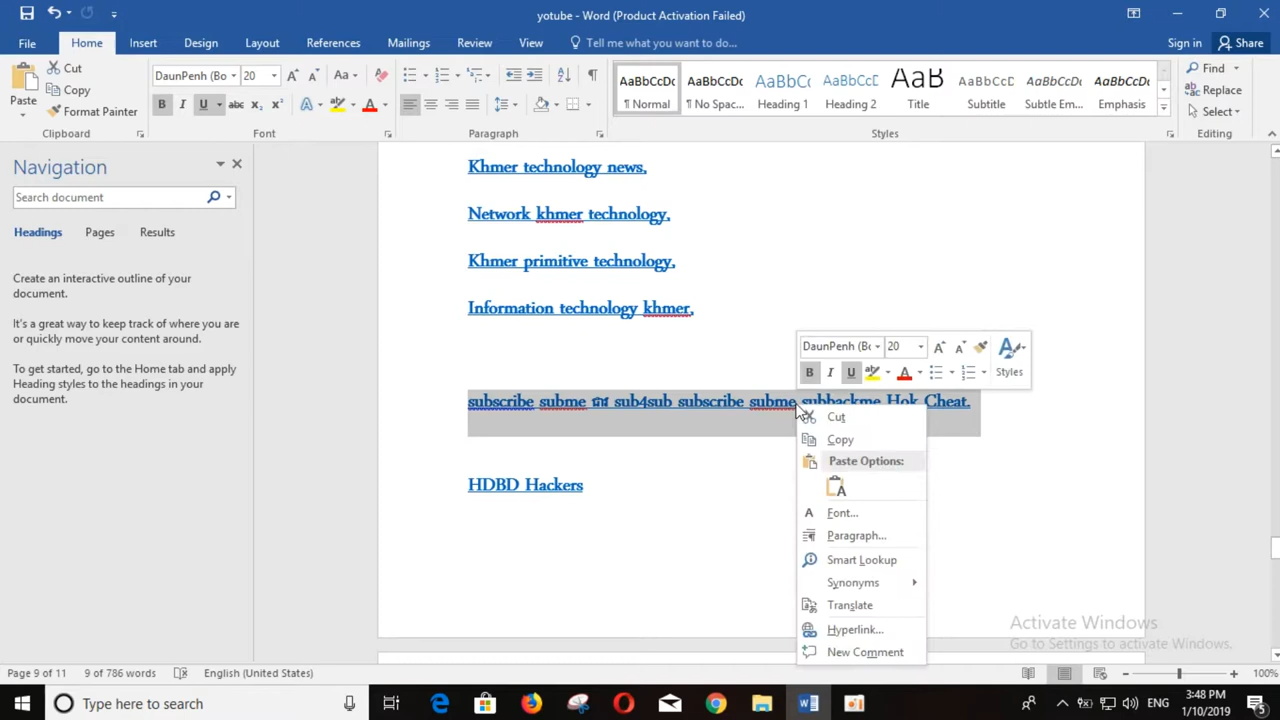 yotube - Word (Product Activation Failed)
File Home Insert Design Layout References Mailings Review View Tell me what you want to do... Sign in Share
Paste Cut Copy Format Painter
DaunPenh (Bo 20 Aa
B I U abc X₂ X² A A
AaBbCcDc AaBbCcDc AaBbCc AaBbCcC AaB AaBbCcD AaBbCcDc AaBbCcDc
¶ Normal ¶ No Spac... Heading 1 Heading 2 Title Subtitle Subtle Em... Emphasis
Find Replace Select
Clipboard Font Paragraph Styles Editing
Navigation
Search document
Headings Pages Results
Create an interactive outline of your
document.
It's a great way to keep track of where you are
or quickly move your content around.
To get started, go to the Home tab and apply
Heading styles to the headings in your
document.
Khmer technology news,
Network khmer technology,
Khmer primitive technology,
Information technology khmer,
subscribe subme sub4sub subscribe subme subbackme Hok Cheat.
HDBD Hackers
DaunPenh (Bo 20 A A
B I U A Styles
Cut
Copy
Paste Options:
Font...
Paragraph...
Smart Lookup
Synonyms
Translate
Hyperlink...
New Comment
Activate Windows
Go to Settings to activate Windows.
Page 9 of 11 9 of 786 words English (United States) 100%
Type here to search
ENG 3:48 PM
1/10/2019 5